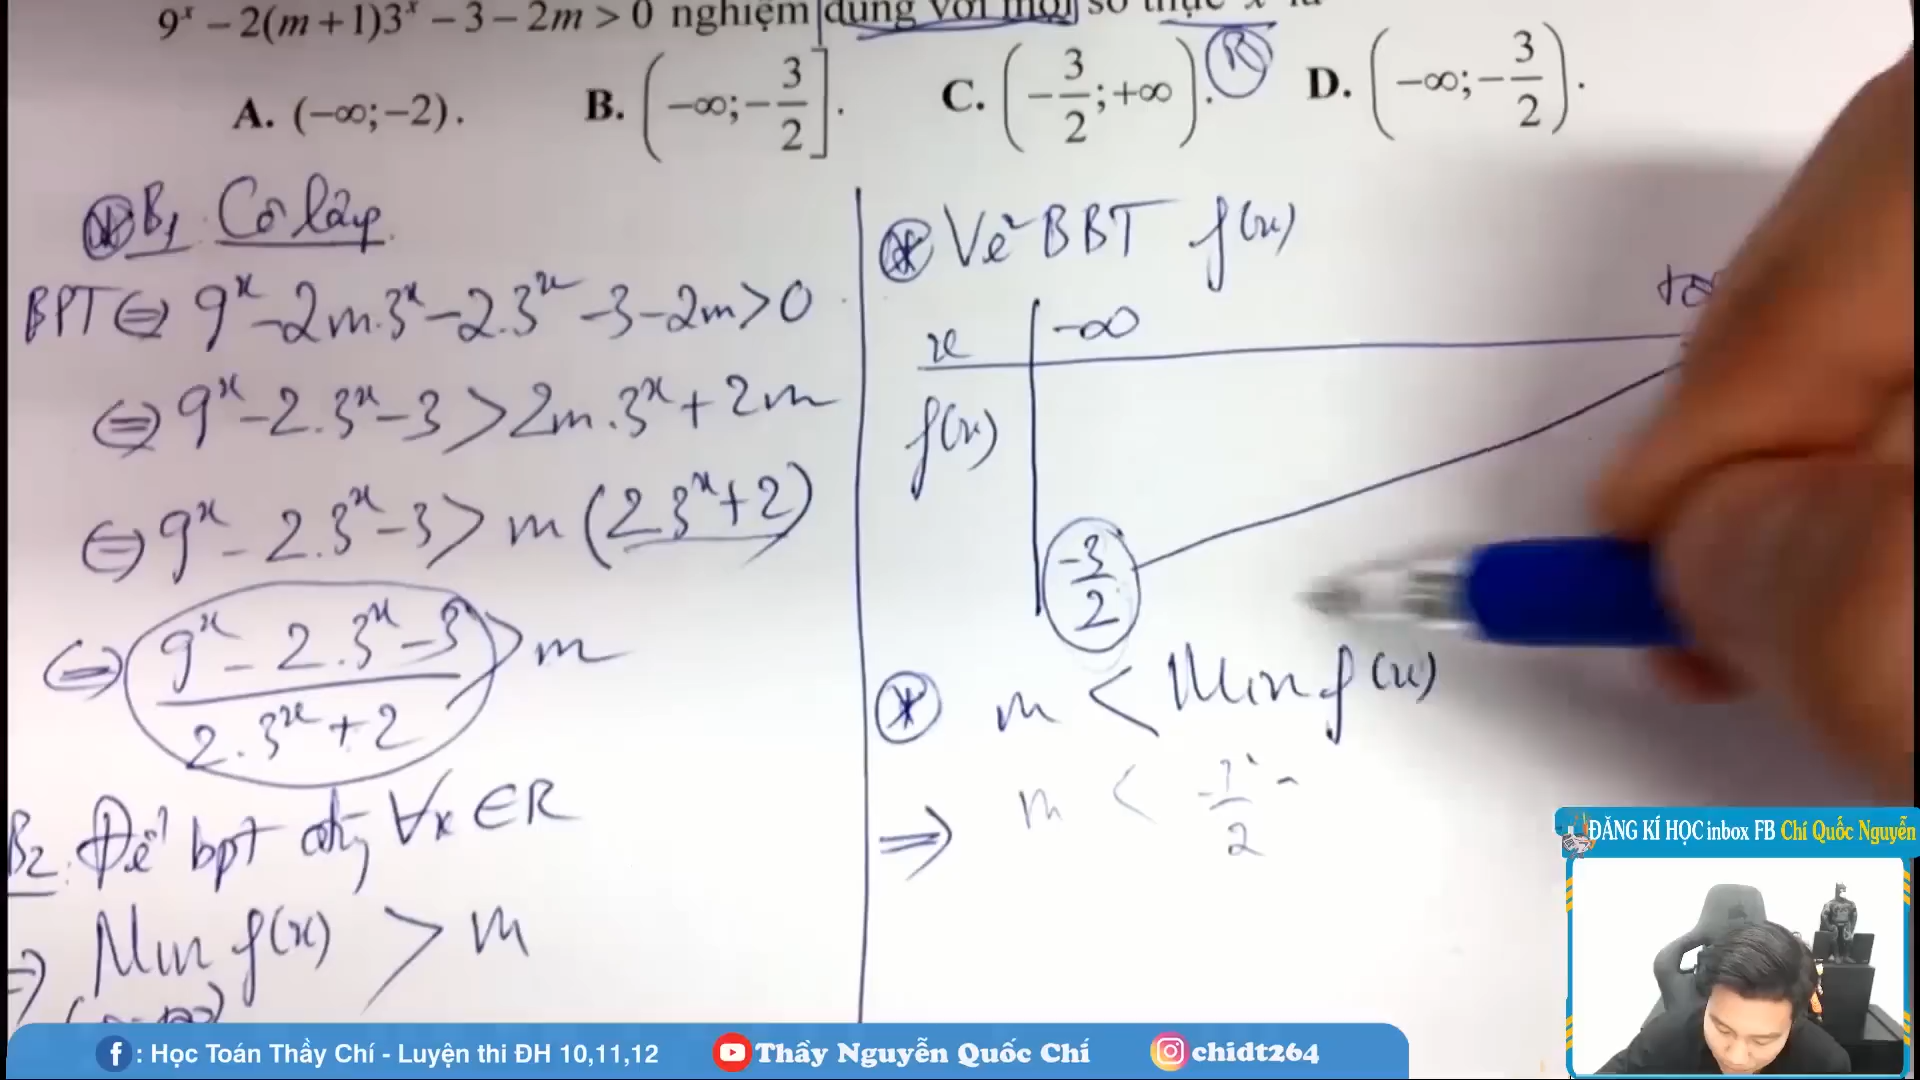 9ˣ − 2(m+1)3ˣ − 3 − 2m > 0 nghiệm đúng với mọi số thực x là
A. (−∞;−2). B. (−∞;−3/2]. C. (−3/2;+∞). R D. (−∞;−3/2).
B₁ Cô lập
BPT ⇔ 9ˣ − 2m.3ˣ − 2.3ˣ − 3 − 2m > 0
⇔ 9ˣ − 2.3ˣ − 3 > 2m.3ˣ + 2m
⇔ 9ˣ − 2.3ˣ − 3 > m(2.3ˣ + 2)
⇔ (9ˣ − 2.3ˣ − 3)/(2.3ˣ + 2) > m
B₂: Để bpt đúng ∀x ∈ R
⇒ Min f(x) > m
* Vẽ BBT f(x)
x −∞ +∞
f(x)
−3/2
* m < Min f(x)
⇒ m < −3/2
ĐĂNG KÍ HỌC inbox FB Chí Quốc Nguyễn
f : Học Toán Thầy Chí - Luyện thi ĐH 10,11,12 Thầy Nguyễn Quốc Chí chidt264